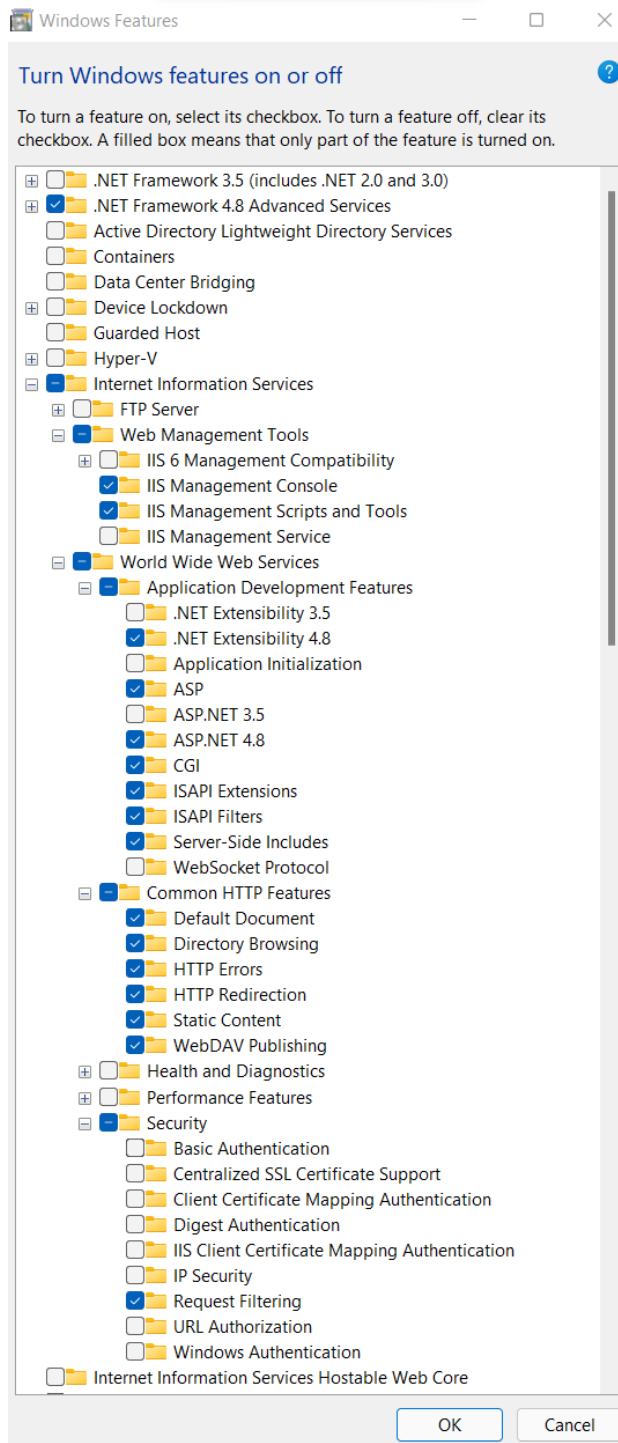 Windows Features
Turn Windows features on or off
?
To turn a feature on, select its checkbox. To turn a feature off, clear its
checkbox. A filled box means that only part of the feature is turned on.
.NET Framework 3.5 (includes .NET 2.0 and 3.0)
.NET Framework 4.8 Advanced Services
Active Directory Lightweight Directory Services
Containers
Data Center Bridging
Device Lockdown
Guarded Host
Hyper-V
Internet Information Services
FTP Server
Web Management Tools
IIS 6 Management Compatibility
IIS Management Console
IIS Management Scripts and Tools
IIS Management Service
World Wide Web Services
Application Development Features
.NET Extensibility 3.5
.NET Extensibility 4.8
Application Initialization
ASP
ASP.NET 3.5
ASP.NET 4.8
CGI
ISAPI Extensions
ISAPI Filters
Server-Side Includes
WebSocket Protocol
Common HTTP Features
Default Document
Directory Browsing
HTTP Errors
HTTP Redirection
Static Content
WebDAV Publishing
Health and Diagnostics
Performance Features
Security
Basic Authentication
Centralized SSL Certificate Support
Client Certificate Mapping Authentication
Digest Authentication
IIS Client Certificate Mapping Authentication
IP Security
Request Filtering
URL Authorization
Windows Authentication
Internet Information Services Hostable Web Core
OK
Cancel